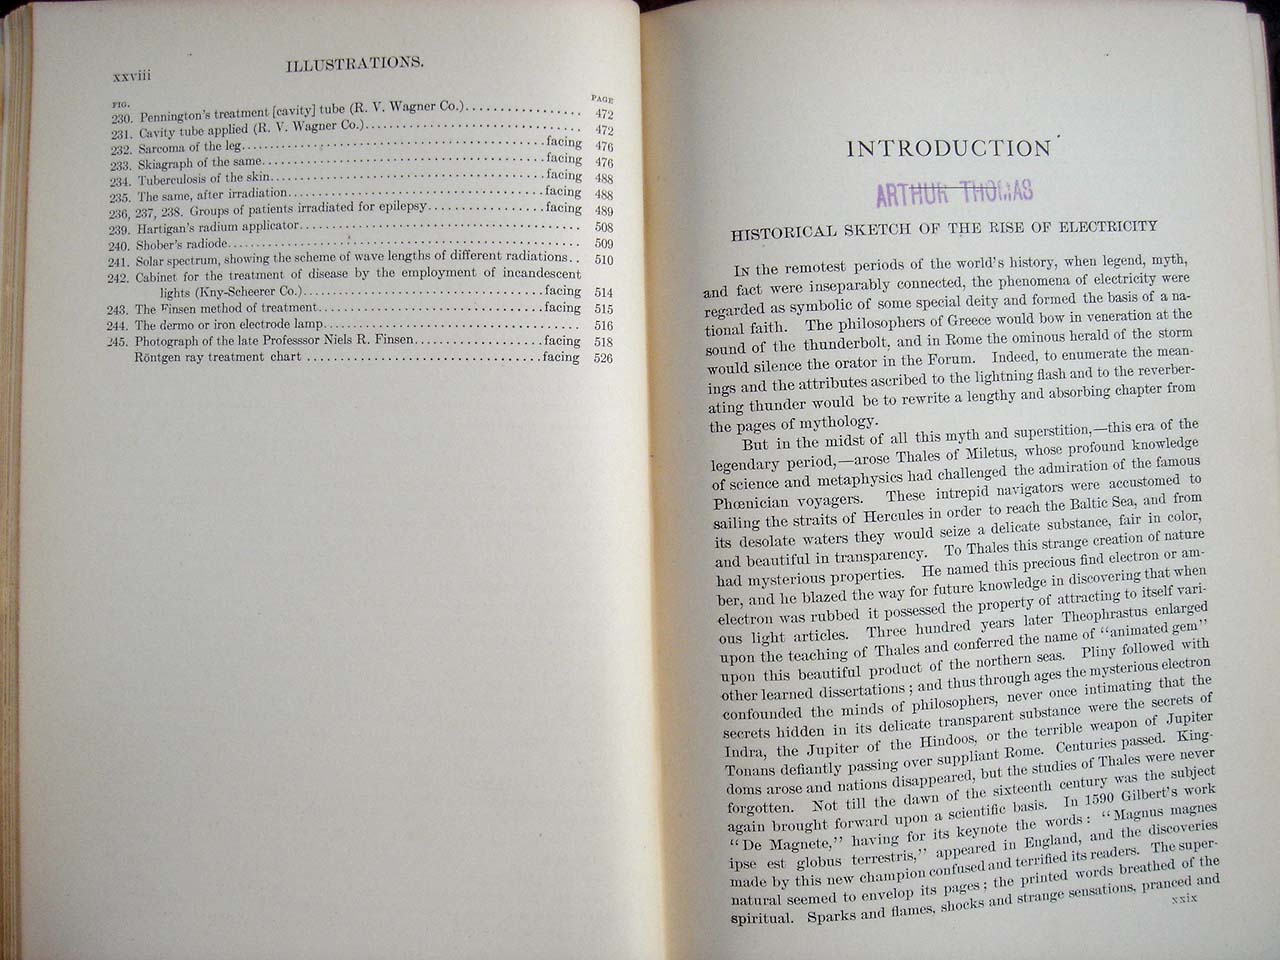 xxviii
ILLUSTRATIONS.
FIG. PAGE
230. Pennington's treatment [cavity] tube (R. V. Wagner Co.)........................ 472
231. Cavity tube applied (R. V. Wagner Co.)........................ 472
232. Sarcoma of the leg........................facing 476
233. Skiagraph of the same........................facing 476
234. Tuberculosis of the skin........................facing 488
235. The same, after irradiation........................facing 488
236, 237, 238. Groups of patients irradiated for epilepsy................facing 489
239. Hartigan's radium applicator........................ 508
240. Shober's radiode........................ 509
241. Solar spectrum, showing the scheme of wave lengths of different radiations.. 510
242. Cabinet for the treatment of disease by the employment of incandescent
lights (Kny-Scheerer Co.)........................facing 514
243. The Finsen method of treatment........................facing 515
244. The dermo or iron electrode lamp........................ 516
245. Photograph of the late Professsor Niels R. Finsen....................facing 518
Röntgen ray treatment chart ........................facing 526
INTRODUCTION
ARTHUR THOMAS
HISTORICAL SKETCH OF THE RISE OF ELECTRICITY
In the remotest periods of the world's history, when legend, myth,
and fact were inseparably connected, the phenomena of electricity were
regarded as symbolic of some special deity and formed the basis of a na-
tional faith. The philosophers of Greece would bow in veneration at the
sound of the thunderbolt, and in Rome the ominous herald of the storm
would silence the orator in the Forum. Indeed, to enumerate the mean-
ings and the attributes ascribed to the lightning flash and to the reverber-
ating thunder would be to rewrite a lengthy and absorbing chapter from
the pages of mythology.
But in the midst of all this myth and superstition,—this era of the
legendary period,—arose Thales of Miletus, whose profound knowledge
of science and metaphysics had challenged the admiration of the famous
Phœnician voyagers. These intrepid navigators were accustomed to
sailing the straits of Hercules in order to reach the Baltic Sea, and from
its desolate waters they would seize a delicate substance, fair in color,
and beautiful in transparency. To Thales this strange creation of nature
had mysterious properties. He named this precious find electron or am-
ber, and he blazed the way for future knowledge in discovering that when
electron was rubbed it possessed the property of attracting to itself vari-
ous light articles. Three hundred years later Theophrastus enlarged
upon the teaching of Thales and conferred the name of "animated gem"
upon this beautiful product of the northern seas. Pliny followed with
other learned dissertations; and thus through ages the mysterious electron
confounded the minds of philosophers, never once intimating that the
secrets hidden in its delicate transparent substance were the secrets of
Indra, the Jupiter of the Hindoos, or the terrible weapon of Jupiter
Tonans defiantly passing over suppliant Rome. Centuries passed. King-
doms arose and nations disappeared, but the studies of Thales were never
forgotten. Not till the dawn of the sixteenth century was the subject
again brought forward upon a scientific basis. In 1590 Gilbert's work
"De Magnete," having for its keynote the words: "Magnus magnes
ipse est globus terrestris," appeared in England, and the discoveries
made by this new champion confused and terrified its readers. The super-
natural seemed to envelop its pages; the printed words breathed of the
spiritual. Sparks and flames, shocks and strange sensations, pranced and
xxix